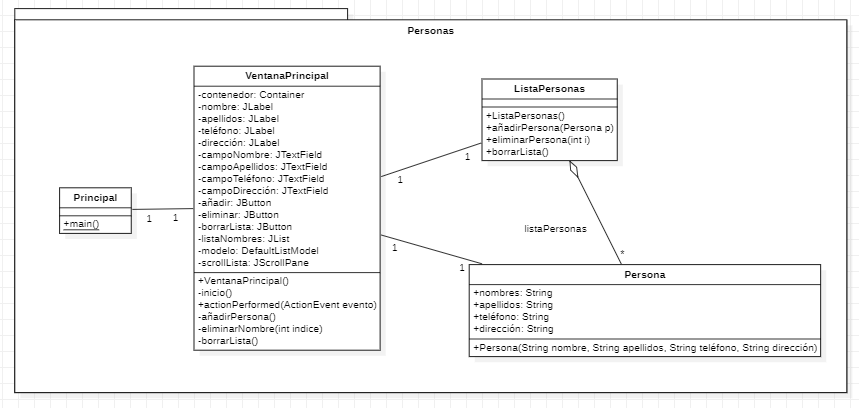 Personas
Principal
+main()
1
1
VentanaPrincipal
-contenedor: Container
-nombre: JLabel
-apellidos: JLabel
-teléfono: JLabel
-dirección: JLabel
-campoNombre: JTextField
-campoApellidos: JTextField
-campoTeléfono: JTextField
-campoDirección: JTextField
-añadir: JButton
-eliminar: JButton
-borrarLista: JButton
-listaNombres: JList
-modelo: DefaultListModel
-scrollLista: JScrollPane
+VentanaPrincipal()
-inicio()
+actionPerformed(ActionEvent evento)
-añadirPersona()
-eliminarNombre(int indice)
-borrarLista()
1
1
1
1
ListaPersonas
+ListaPersonas()
+añadirPersona(Persona p)
+eliminarPersona(int i)
+borrarLista()
listaPersonas
*
Persona
+nombres: String
+apellidos: String
+teléfono: String
+dirección: String
+Persona(String nombre, String apellidos, String teléfono, String dirección)